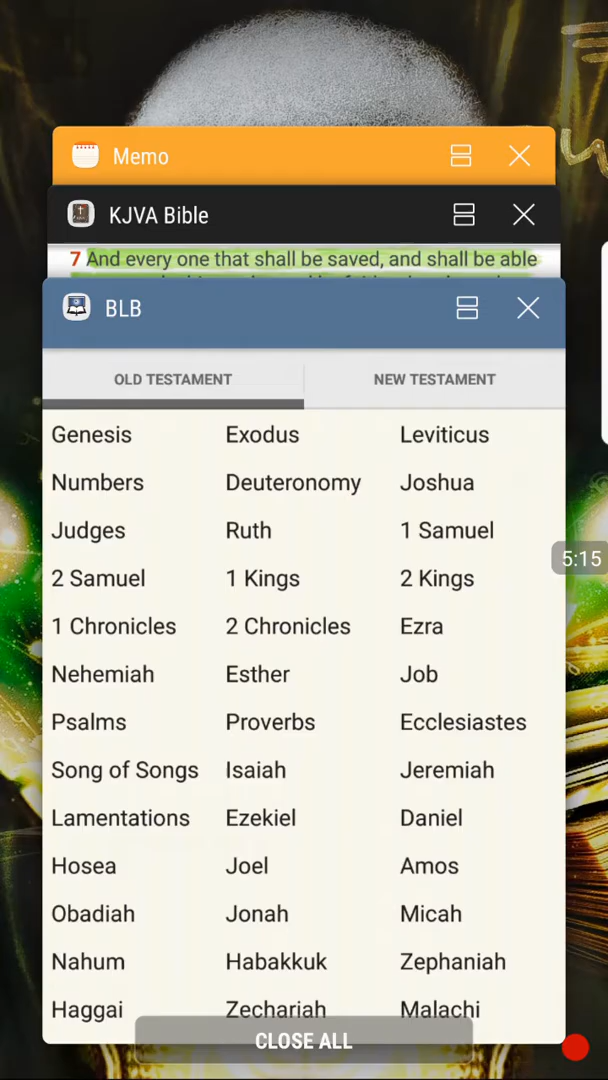 Memo
KJVA Bible
7 And every one that shall be saved, and shall be able
BLB
OLD TESTAMENT NEW TESTAMENT
Genesis Exodus Leviticus
Numbers Deuteronomy Joshua
Judges Ruth 1 Samuel
2 Samuel 1 Kings 2 Kings
5:15
1 Chronicles 2 Chronicles Ezra
Nehemiah Esther Job
Psalms Proverbs Ecclesiastes
Song of Songs Isaiah Jeremiah
Lamentations Ezekiel Daniel
Hosea Joel Amos
Obadiah Jonah Micah
Nahum Habakkuk Zephaniah
Haggai Zechariah Malachi
CLOSE ALL